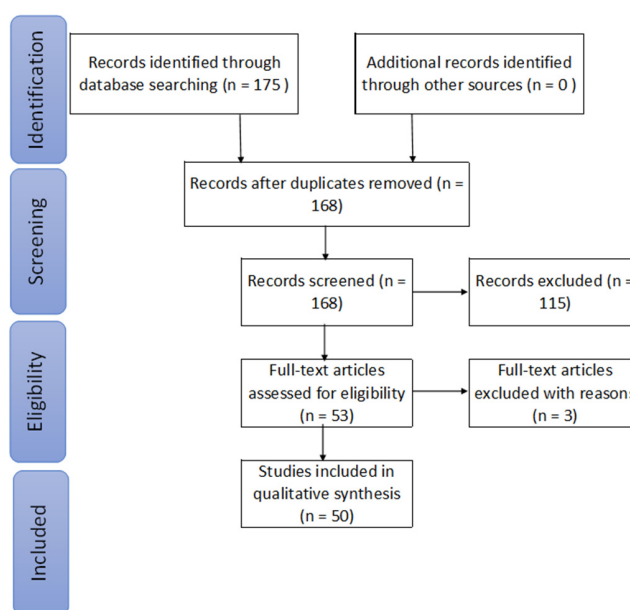 Identification
Records identified through
database searching (n = 175 )
Additional records identified
through other sources (n = 0 )
Screening
Records after duplicates removed (n =
168)
Records screened (n =
168)
Records excluded (n =
115)
Eligibility
Full-text articles
assessed for eligibility
(n = 53)
Full-text articles
excluded with reasons
(n = 3)
Included
Studies included in
qualitative synthesis
(n = 50)